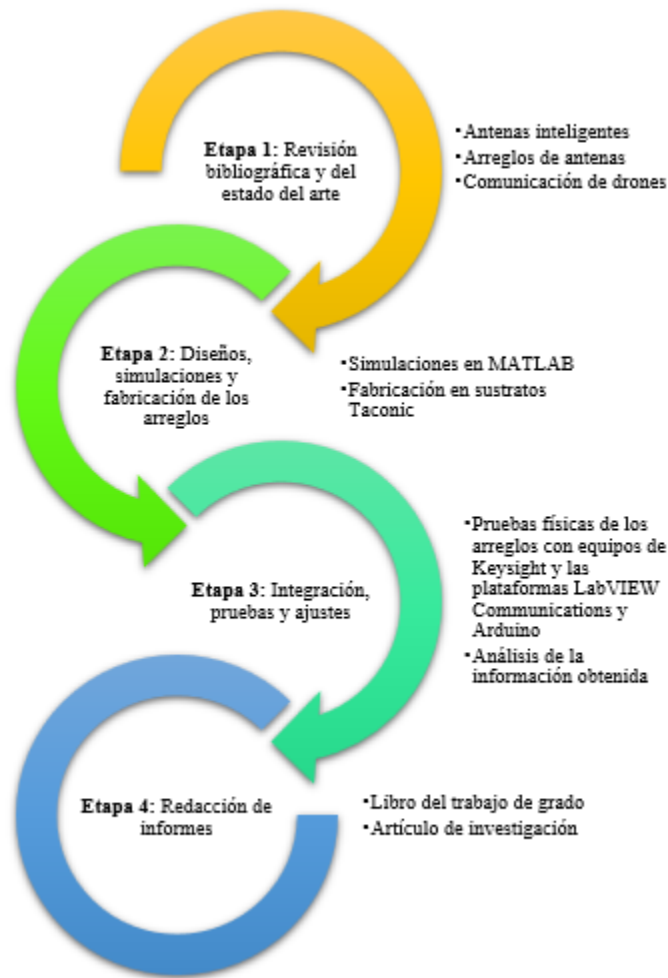 Etapa 1: Revisión
bibliográfica y del
estado del arte
•Antenas inteligentes
•Arreglos de antenas
•Comunicación de drones
Etapa 2: Diseños,
simulaciones y
fabricación de los
arreglos
•Simulaciones en MATLAB
•Fabricación en sustratos
Taconic
Etapa 3: Integración,
pruebas y ajustes
•Pruebas físicas de los
arreglos con equipos de
Keysight y las
plataformas LabVIEW
Communications y
Arduino
•Análisis de la
información obtenida
Etapa 4: Redacción de
informes
•Libro del trabajo de grado
•Artículo de investigación